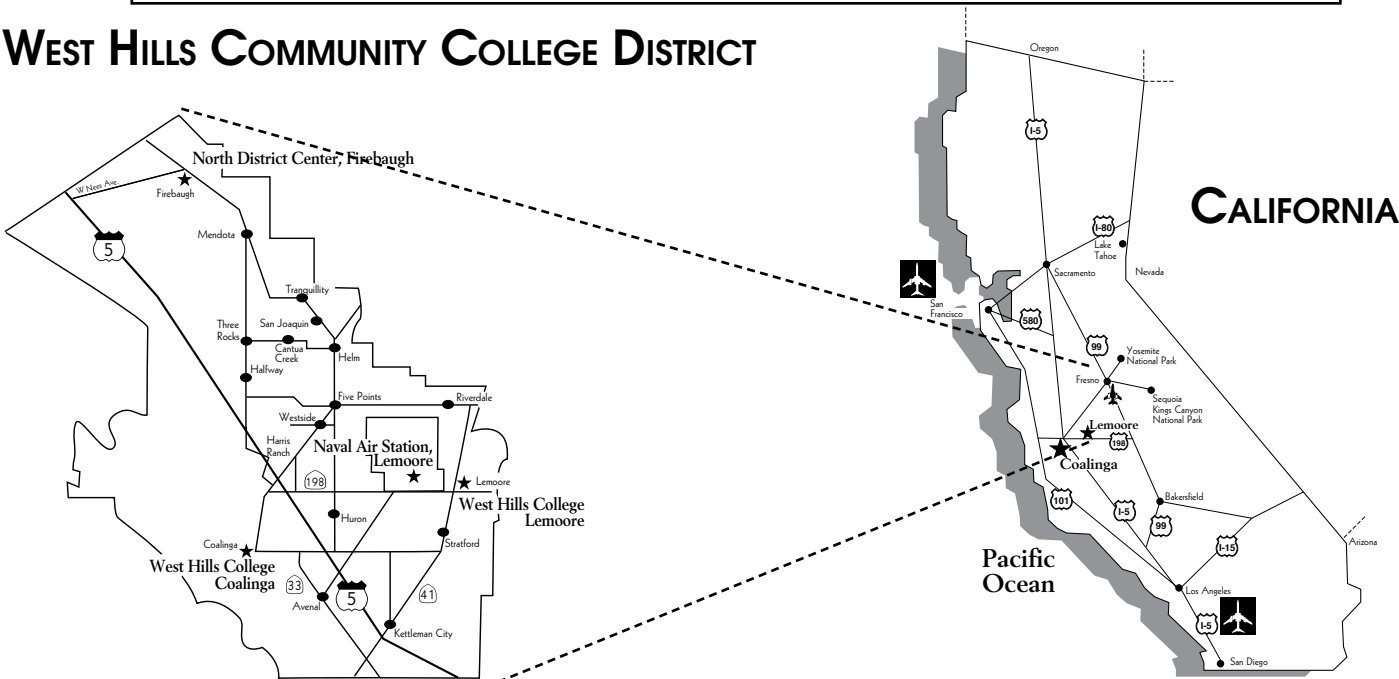 WEST HILLS COMMUNITY COLLEGE DISTRICT
CALIFORNIA
North District Center, Firebaugh
W Nees Ave.
Firebaugh
5
Mendota
Tranquillity
San Joaquin
Three
Rocks
Cantua
Creek
Helm
Halfway
Five Points
Riverdale
Westside
Harris
Ranch
Naval Air Station,
Lemoore
198
Lemoore
West Hills College
Lemoore
Huron
Stratford
Coalinga
West Hills College
Coalinga
33
Avenal
5
41
Kettleman City
Oregon
I-5
I-80
Lake
Tahoe
Sacramento
Nevada
San
Francisco
580
99
Yosemite
National Park
Fresno
Sequoia
Kings Canyon
National Park
Lemoore
198
Coalinga
101
I-5
Bakersfield
99
I-15
Arizona
Pacific
Ocean
Los Angeles
I-5
San Diego